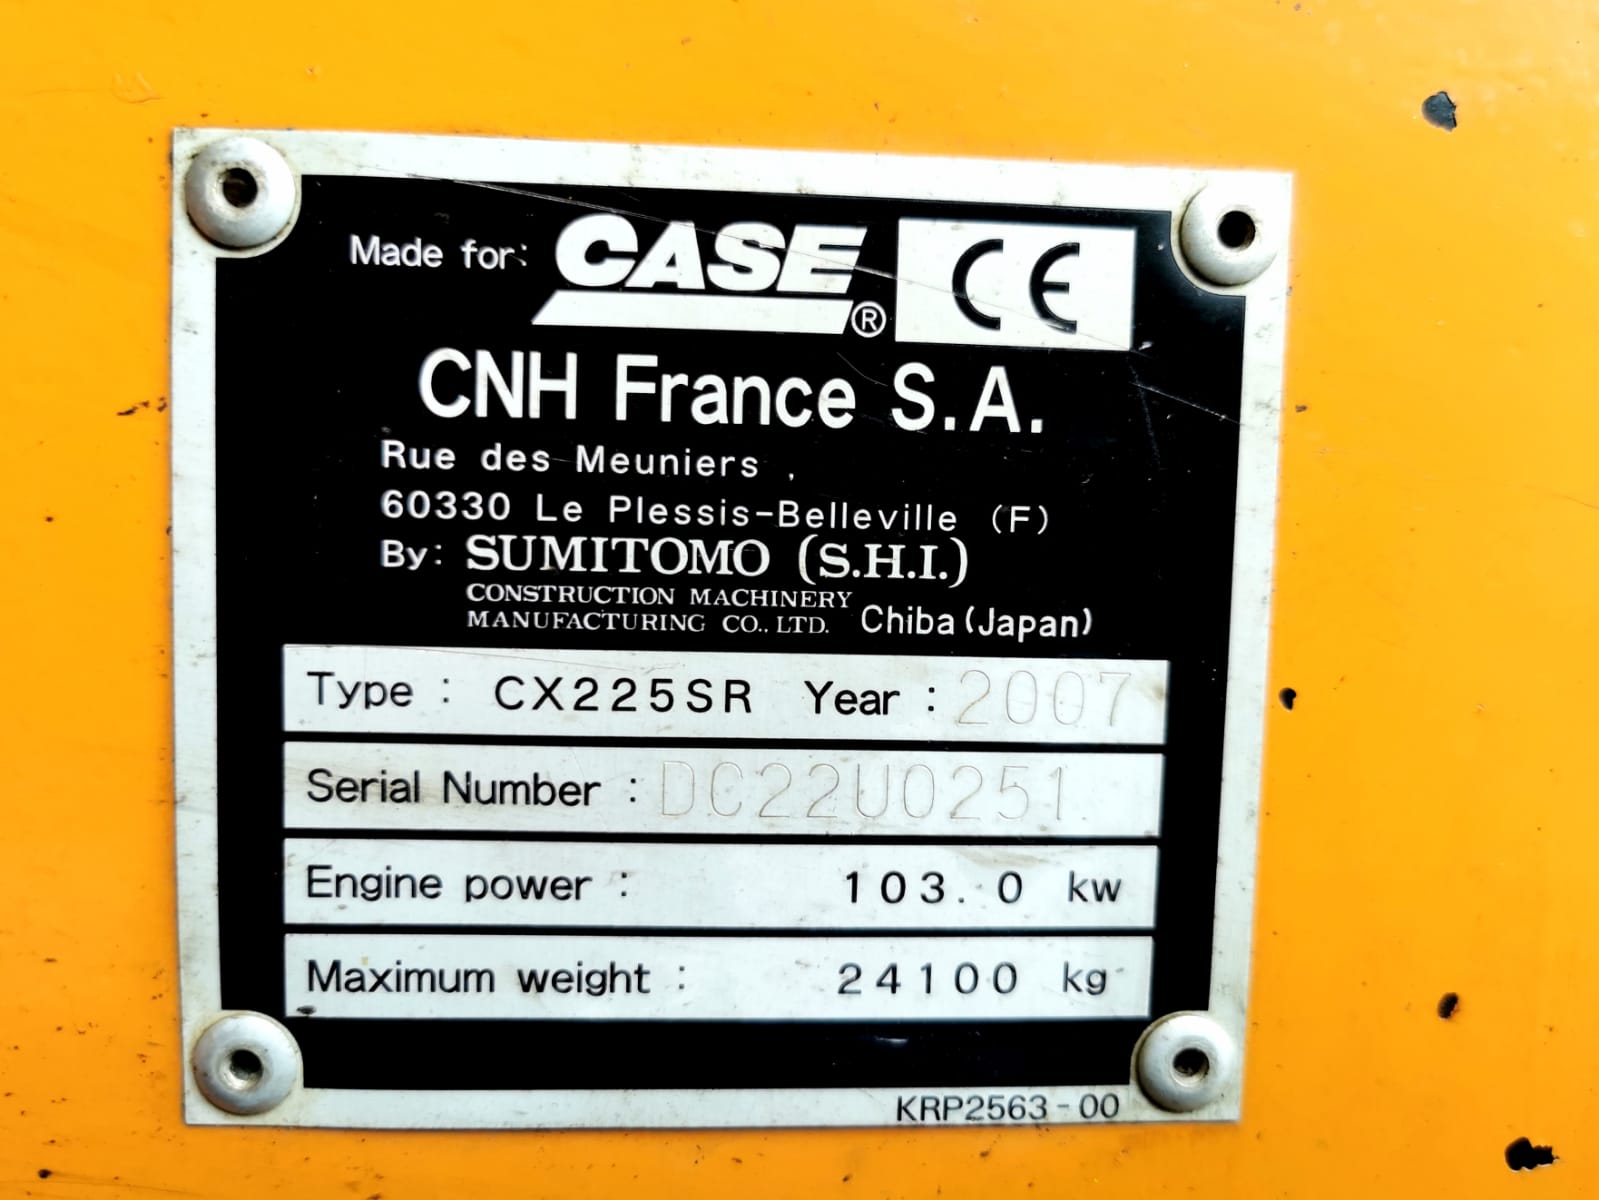 Made for: CASE ® CE
CNH France S.A.
Rue des Meuniers ,
60330 Le Plessis-Belleville (F)
By: SUMITOMO (S.H.I.)
CONSTRUCTION MACHINERY
MANUFACTURING CO., LTD. Chiba (Japan)
Type : CX225SR Year : 2007
Serial Number : DC22U0251
Engine power : 103.0 kw
Maximum weight : 24100 kg
KRP2563-00